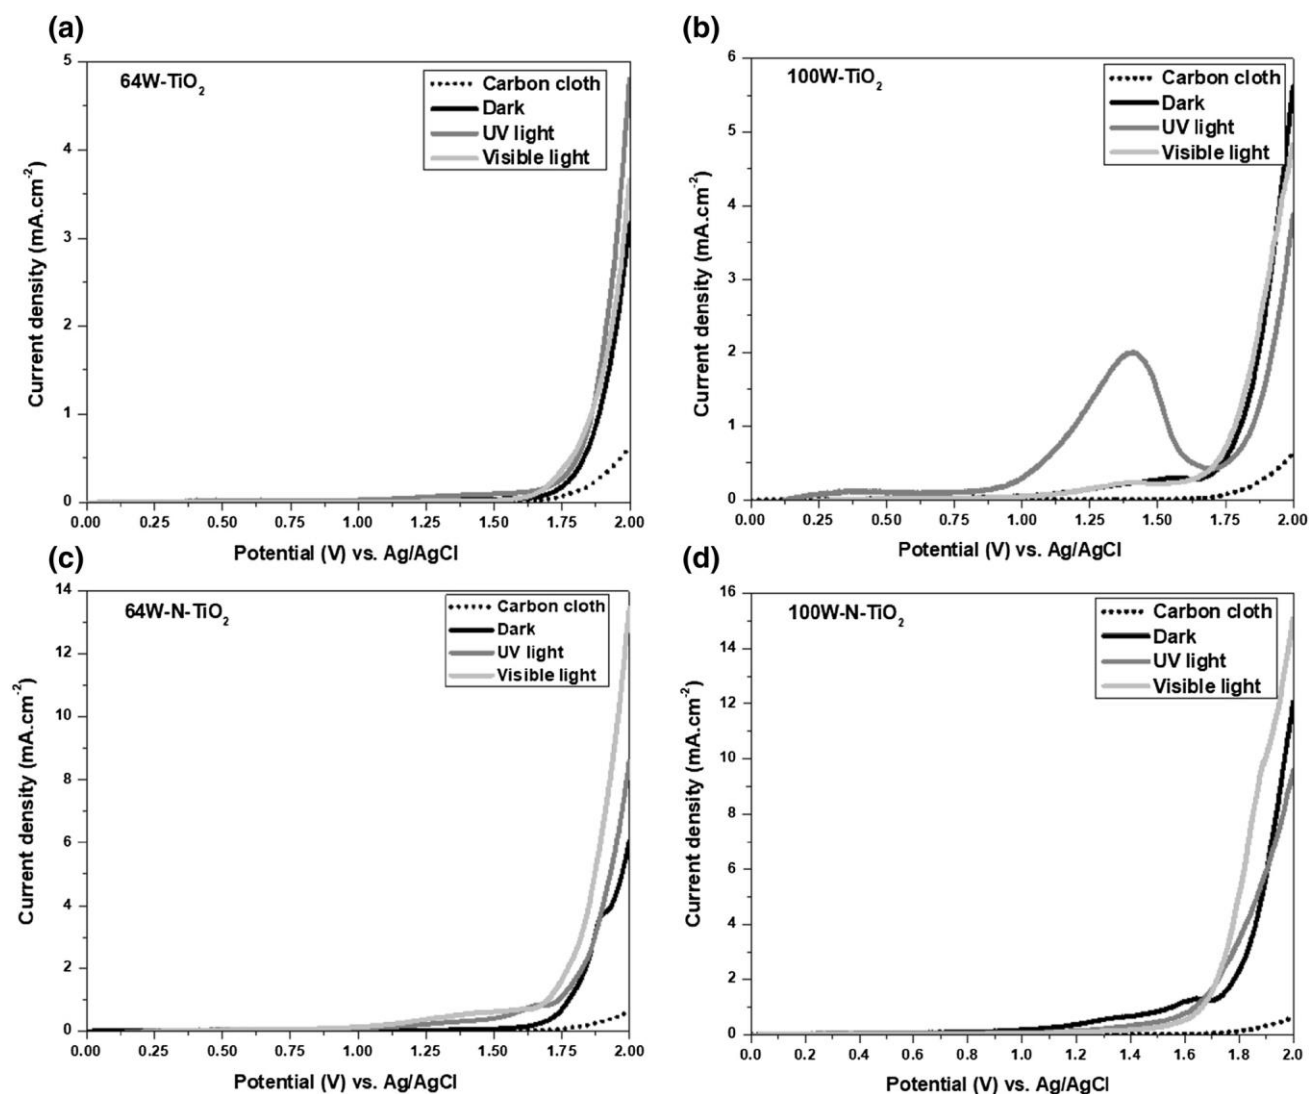 (a)
64W-TiO₂
Carbon cloth
Dark
UV light
Visible light
5
4
3
2
1
0
Current density (mA.cm⁻²)
0.00 0.25 0.50 0.75 1.00 1.25 1.50 1.75 2.00
Potential (V) vs. Ag/AgCl
(b)
100W-TiO₂
Carbon cloth
Dark
UV light
Visible light
6
5
4
3
2
1
0
Current density (mA.cm⁻²)
0.00 0.25 0.50 0.75 1.00 1.25 1.50 1.75 2.00
Potential (V) vs. Ag/AgCl
(c)
64W-N-TiO₂
Carbon cloth
Dark
UV light
Visible light
14
12
10
8
6
4
2
0
Current density (mA.cm⁻²)
0.00 0.25 0.50 0.75 1.00 1.25 1.50 1.75 2.00
Potential (V) vs. Ag/AgCl
(d)
100W-N-TiO₂
Carbon cloth
Dark
UV light
Visible light
16
14
12
10
8
6
4
2
0
Current density (mA.cm⁻²)
0.0 0.2 0.4 0.6 0.8 1.0 1.2 1.4 1.6 1.8 2.0
Potential (V) vs. Ag/AgCl